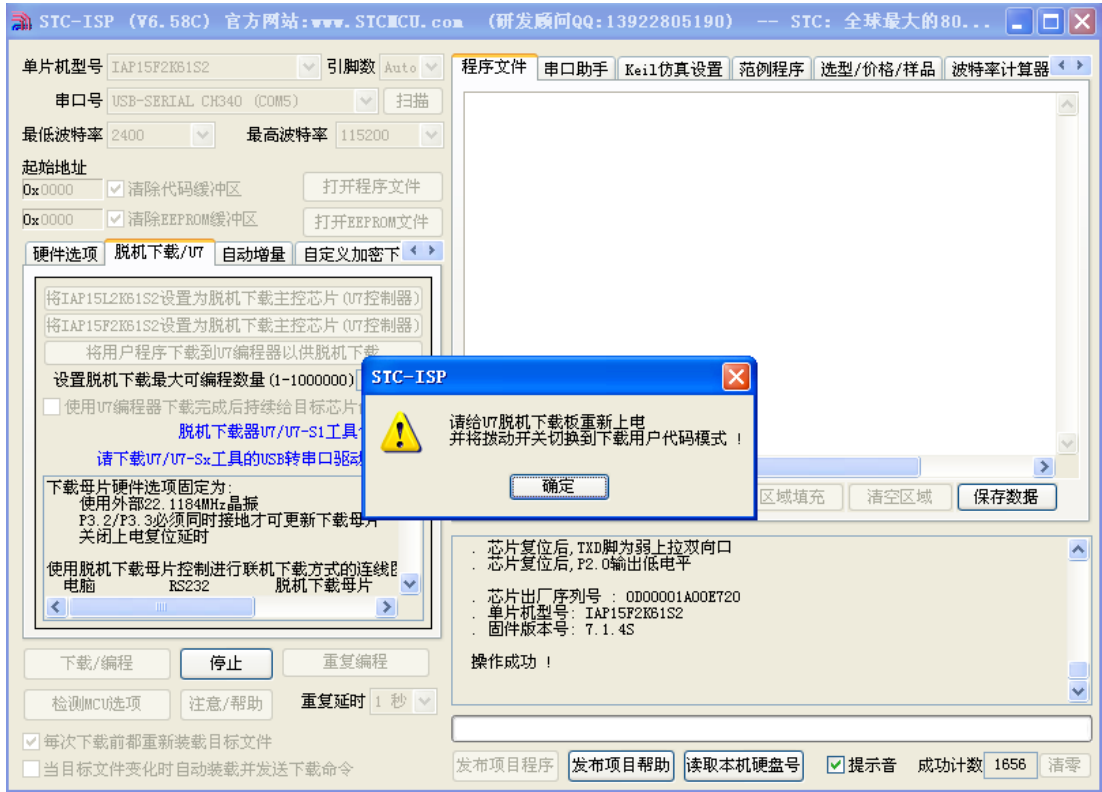 STC-ISP (V6.58C) 官方网站:www.STCMCU.com (研发顾问QQ:13922805190) -- STC: 全球最大的80...
单片机型号 IAP15F2K61S2 引脚数 Auto
串口号 USB-SERIAL CH340 (COM5) 扫描
最低波特率 2400 最高波特率 115200
起始地址
0x0000 清除代码缓冲区 打开程序文件
0x0000 清除EEPROM缓冲区 打开EEPROM文件
硬件选项 脱机下载/U7 自动增量 自定义加密下
将IAP15L2K61S2设置为脱机下载主控芯片(U7控制器)
将IAP15F2K61S2设置为脱机下载主控芯片(U7控制器)
将用户程序下载到U7编程器以供脱机下载
设置脱机下载最大可编程数量(1-1000000)
使用U7编程器下载完成后持续给目标芯片
脱机下载器U7/U7-S1工具
请下载U7/U7-Sx工具的USB转串口驱动
下载母片硬件选项固定为:
使用外部22.1184MHz晶振
P3.2/P3.3必须同时接地才可更新下载母片
关闭上电复位延时
使用脱机下载母片控制进行联机下载方式的连线
电脑 RS232 脱机下载母片
下载/编程 停止 重复编程
检测MCU选项 注意/帮助 重复延时 1 秒
每次下载前都重新装载目标文件
当目标文件变化时自动装载并发送下载命令
程序文件 串口助手 Keil仿真设置 范例程序 选型/价格/样品 波特率计算器
STC-ISP
请给U7脱机下载板重新上电
并将拨动开关切换到下载用户代码模式 !
确定
区域填充 清空区域 保存数据
. 芯片复位后,TXD脚为弱上拉双向口
. 芯片复位后,P2.0输出低电平
. 芯片出厂序列号 : 0D00001A00E720
. 单片机型号: IAP15F2K61S2
. 固件版本号: 7.1.4S
操作成功 !
发布项目程序 发布项目帮助 读取本机硬盘号 提示音 成功计数 1656 清零